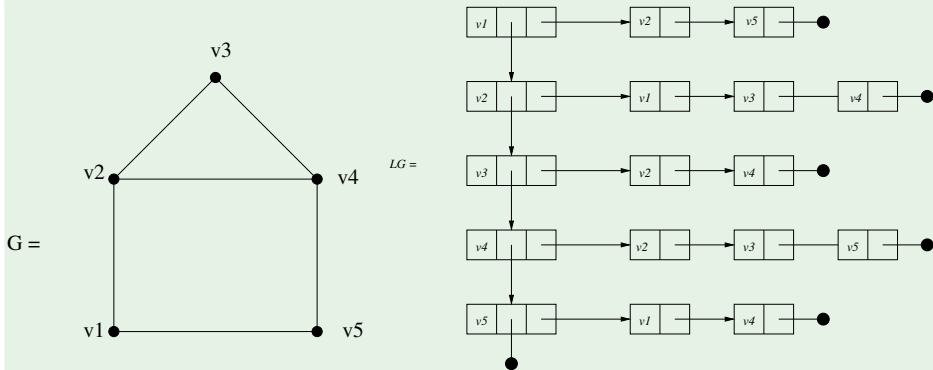 G =
v3
v2
v4
v1
v5
LG =
v1 v2 v5
v2 v1 v3 v4
v3 v2 v4
v4 v2 v3 v5
v5 v1 v4